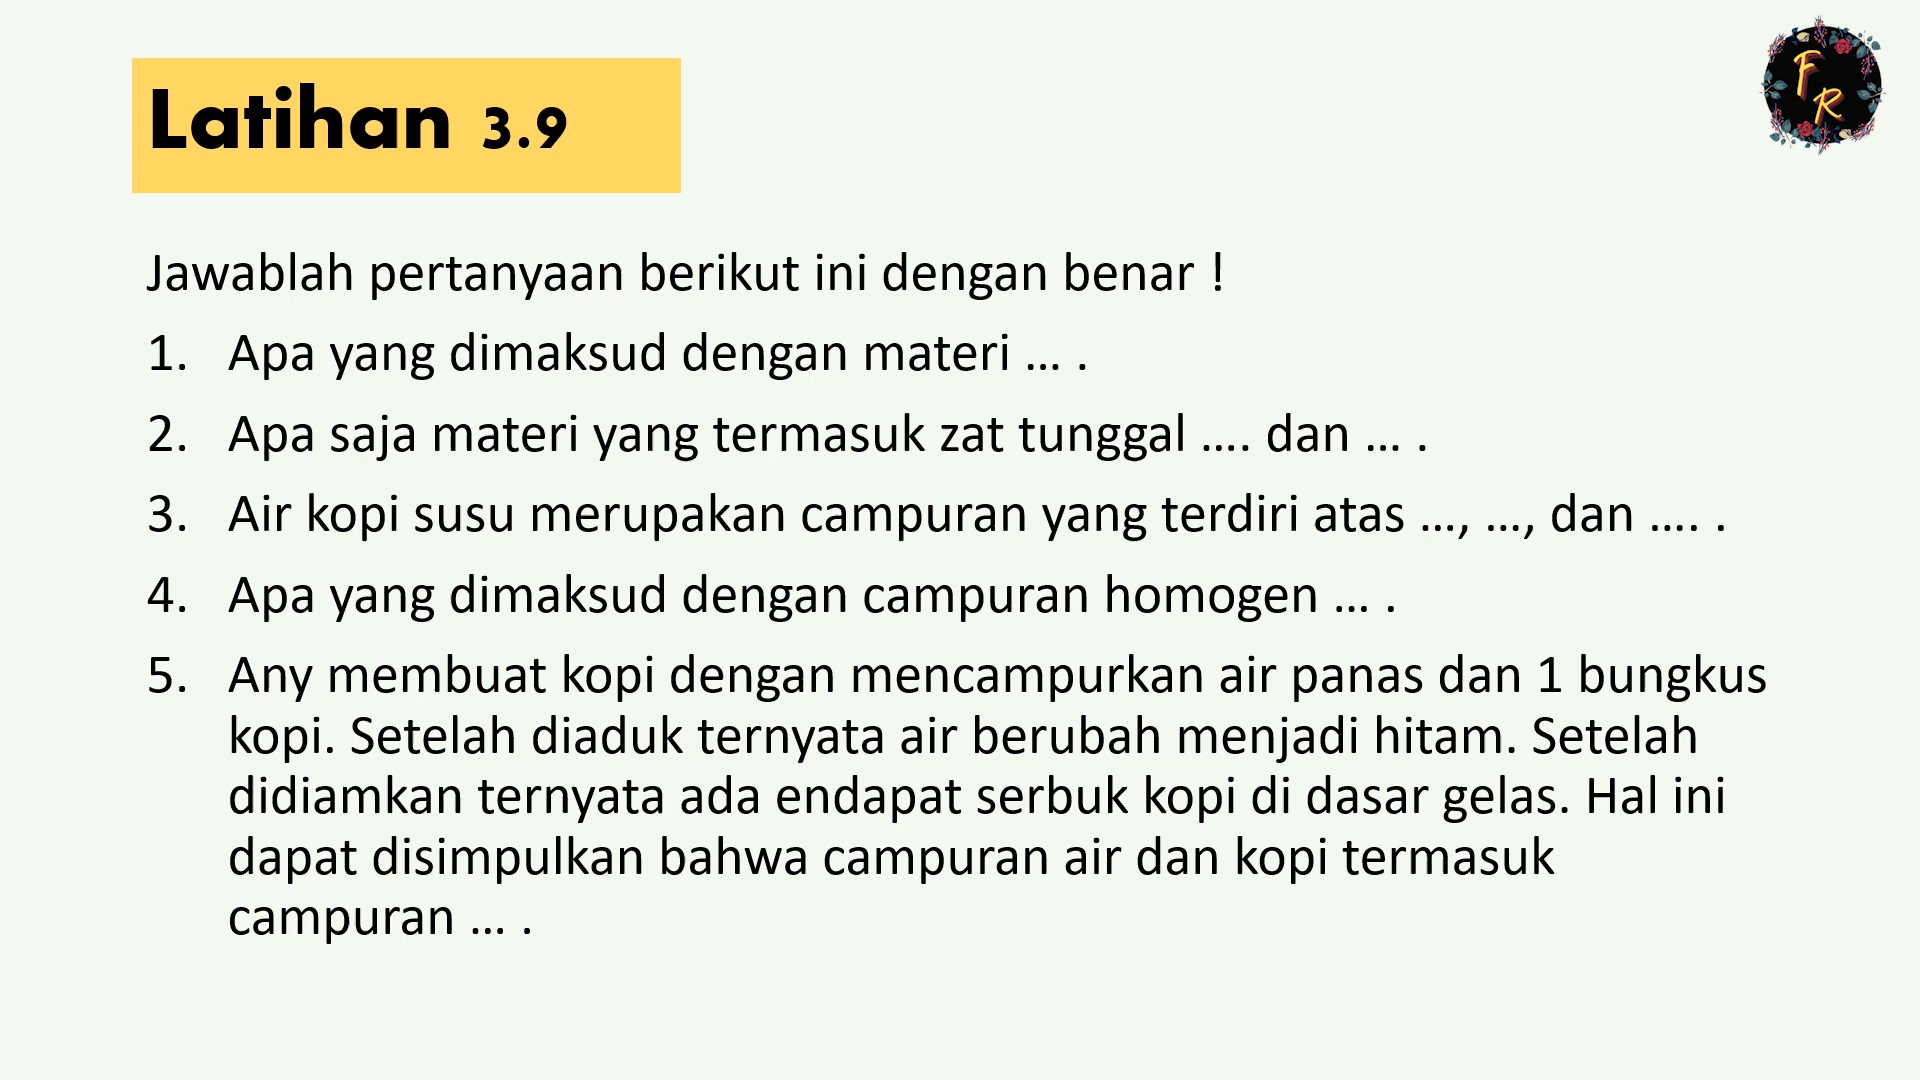 Latihan 3.9
F
R
Jawablah pertanyaan berikut ini dengan benar !
1. Apa yang dimaksud dengan materi ... .
2. Apa saja materi yang termasuk zat tunggal .... dan ... .
3. Air kopi susu merupakan campuran yang terdiri atas ..., ..., dan .... .
4. Apa yang dimaksud dengan campuran homogen ... .
5. Any membuat kopi dengan mencampurkan air panas dan 1 bungkus
kopi. Setelah diaduk ternyata air berubah menjadi hitam. Setelah
didiamkan ternyata ada endapat serbuk kopi di dasar gelas. Hal ini
dapat disimpulkan bahwa campuran air dan kopi termasuk
campuran ... .